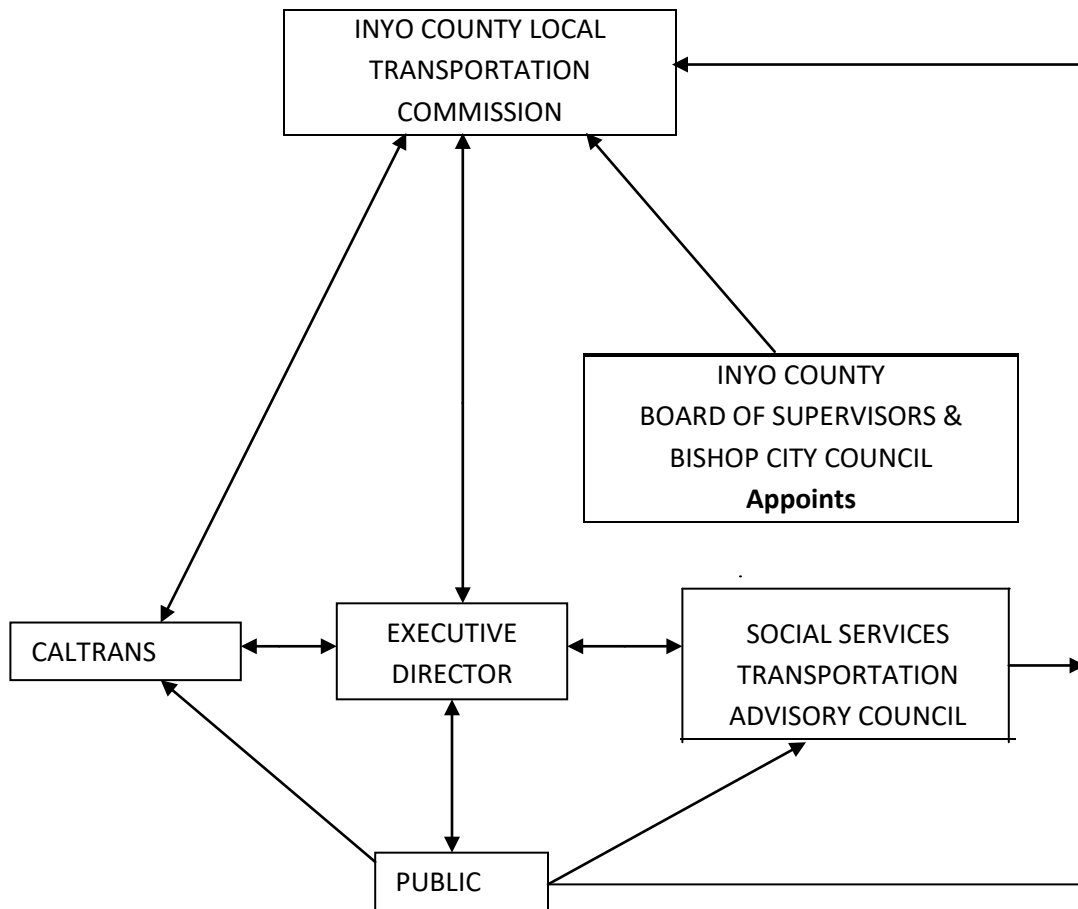 INYO COUNTY LOCAL
TRANSPORTATION
COMMISSION
INYO COUNTY
BOARD OF SUPERVISORS &
BISHOP CITY COUNCIL
Appoints
CALTRANS
EXECUTIVE
DIRECTOR
SOCIAL SERVICES
TRANSPORTATION
ADVISORY COUNCIL
PUBLIC